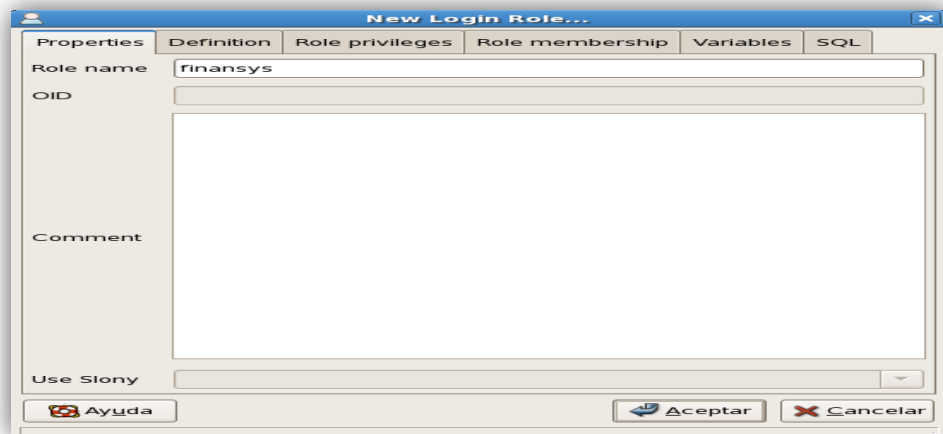 New Login Role...
Properties Definition Role privileges Role membership Variables SQL
Role name finansys
OID
Comment
Use Slony
Ayuda Aceptar Cancelar